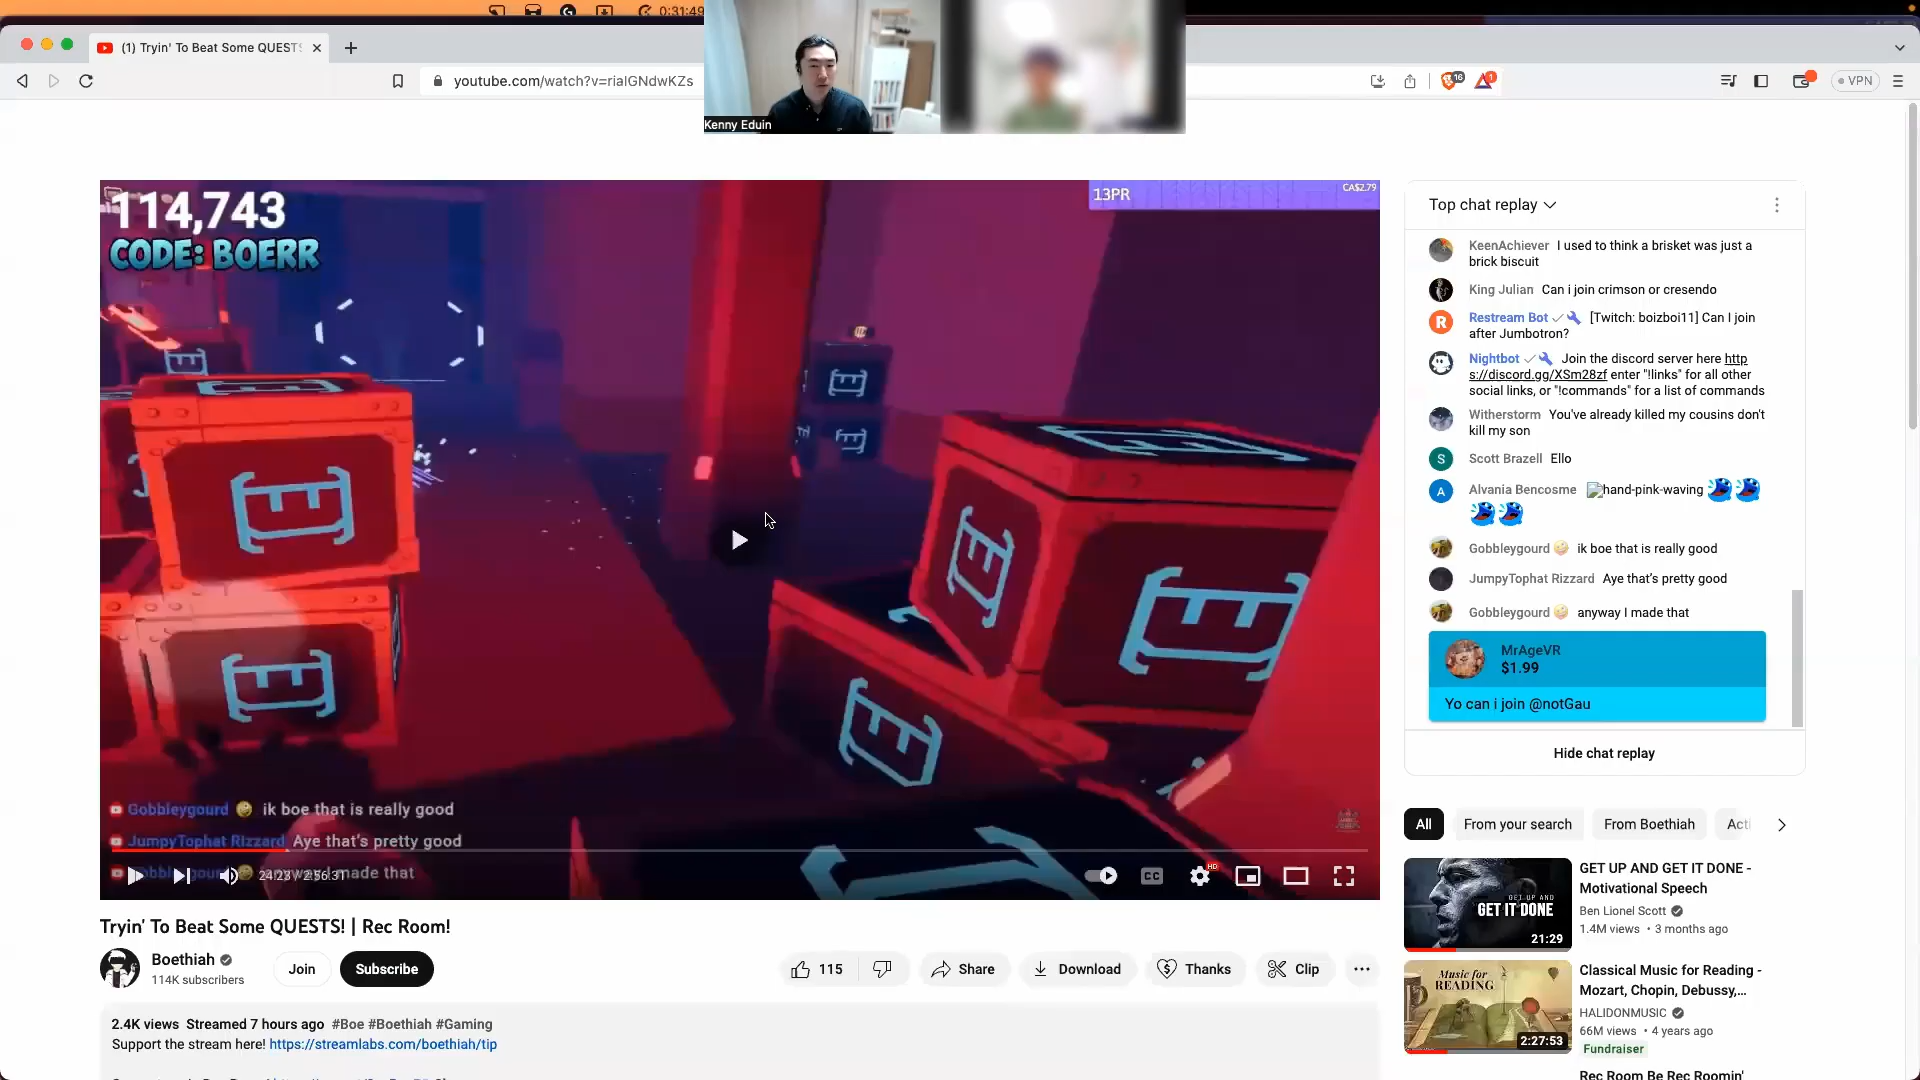 0:31:49
(1) Tryin' To Beat Some QUESTS
youtube.com/watch?v=rialGNdwKZs
16
1
VPN
Kenny Eduin
114,743
CODE: BOERR
13PR
CA$2.79
Gobbleygourd ik boe that is really good
JumpyTophat Rizzard Aye that's pretty good
made that
24:23 / 2:56:31
CC
HD
Tryin' To Beat Some QUESTS! | Rec Room!
Boethiah
114K subscribers
Join
Subscribe
115
Share
Download
Thanks
Clip
2.4K views Streamed 7 hours ago #Boe #Boethiah #Gaming
Support the stream here! https://streamlabs.com/boethiah/tip
Top chat replay
KeenAchiever I used to think a brisket was just a
brick biscuit
King Julian Can i join crimson or cresendo
R
Restream Bot [Twitch: boizboi11] Can I join
after Jumbotron?
Nightbot Join the discord server here http
s://discord.gg/XSm28zf enter "!links" for all other
social links, or "!commands" for a list of commands
Witherstorm You've already killed my cousins don't
kill my son
S
Scott Brazell Ello
A
Alvania Bencosme hand-pink-waving
Gobbleygourd ik boe that is really good
JumpyTophat Rizzard Aye that's pretty good
Gobbleygourd anyway I made that
MrAgeVR
$1.99
Yo can i join @notGau
Hide chat replay
All
From your search
From Boethiah
Acti
GET UP AND
GET IT DONE
21:29
GET UP AND GET IT DONE -
Motivational Speech
Ben Lionel Scott
1.4M views • 3 months ago
Music for
READING
2:27:53
Classical Music for Reading -
Mozart, Chopin, Debussy,...
HALIDONMUSIC
66M views • 4 years ago
Fundraiser
Rec Room Be Rec Roomin'